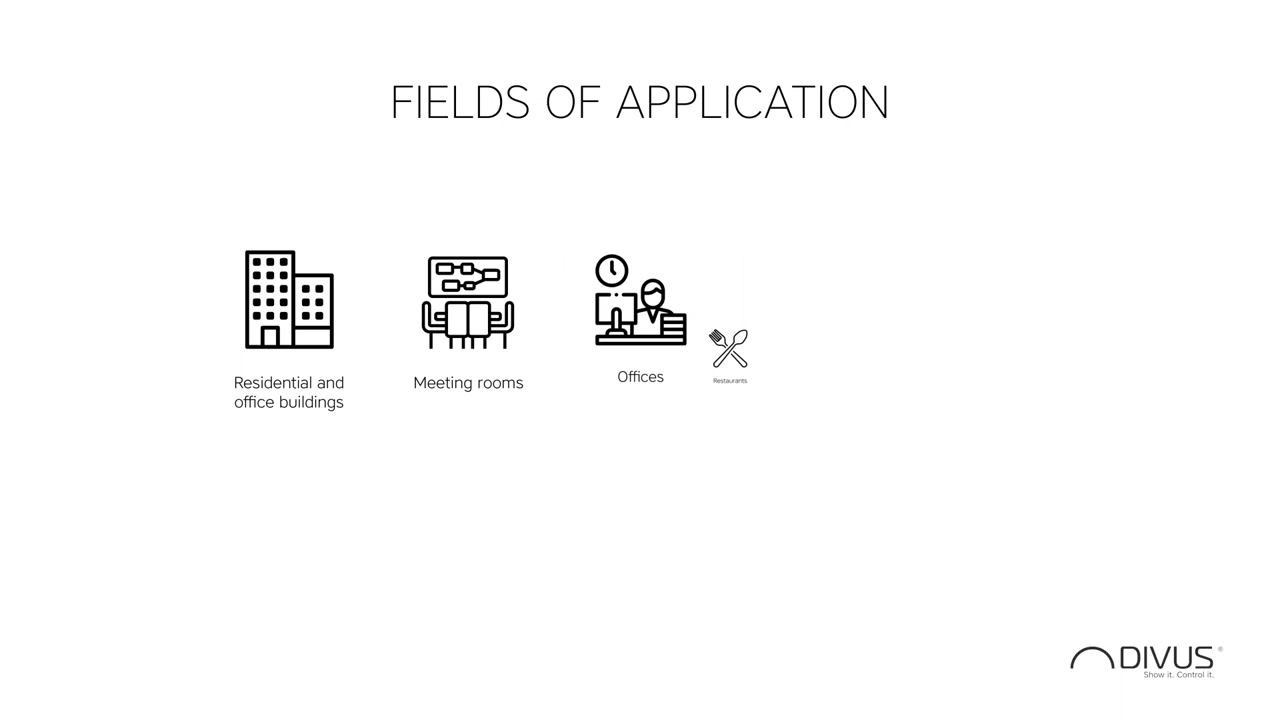 FIELDS OF APPLICATION
Residential and
office buildings
Meeting rooms
Offices
Restaurants
DIVUS®
Show it. Control it.